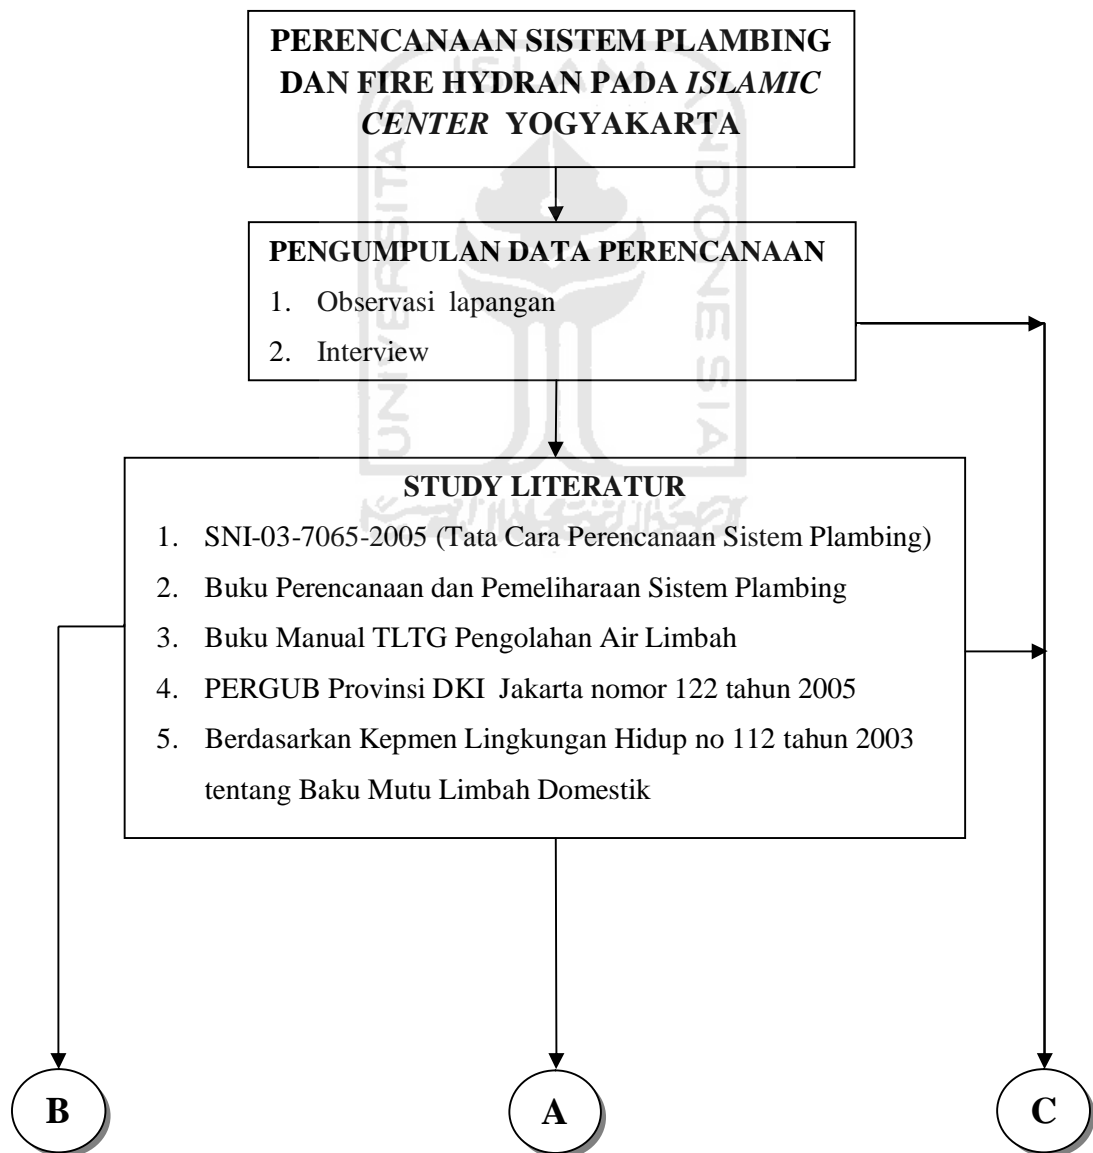 PERENCANAAN SISTEM PLAMBING
DAN FIRE HYDRAN PADA ISLAMIC
CENTER YOGYAKARTA
PENGUMPULAN DATA PERENCANAAN
1. Observasi lapangan
2. Interview
STUDY LITERATUR
1. SNI-03-7065-2005 (Tata Cara Perencanaan Sistem Plambing)
2. Buku Perencanaan dan Pemeliharaan Sistem Plambing
3. Buku Manual TLTG Pengolahan Air Limbah
4. PERGUB Provinsi DKI Jakarta nomor 122 tahun 2005
5. Berdasarkan Kepmen Lingkungan Hidup no 112 tahun 2003
tentang Baku Mutu Limbah Domestik
B
A
C
UNIVERSITAS
ISLAM
INDONESIA